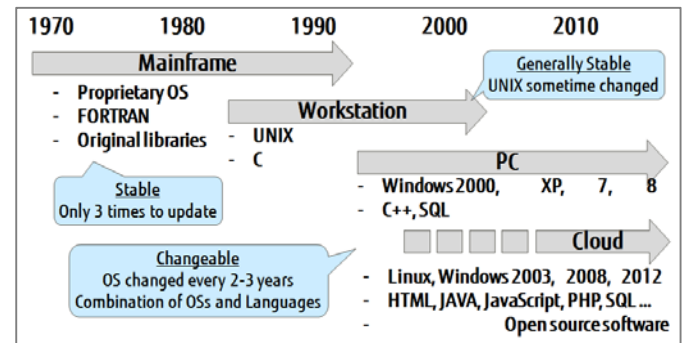 1970 1980 1990 2000 2010
Mainframe
- Proprietary OS
- FORTRAN
- Original libraries
Generally Stable
UNIX sometime changed
Workstation
- UNIX
- C
Stable
Only 3 times to update
PC
- Windows 2000, XP, 7, 8
- C++, SQL
Changeable
OS changed every 2-3 years
Combination of OSs and Languages
Cloud
- Linux, Windows 2003, 2008, 2012
- HTML, JAVA, JavaScript, PHP, SQL ...
- Open source software